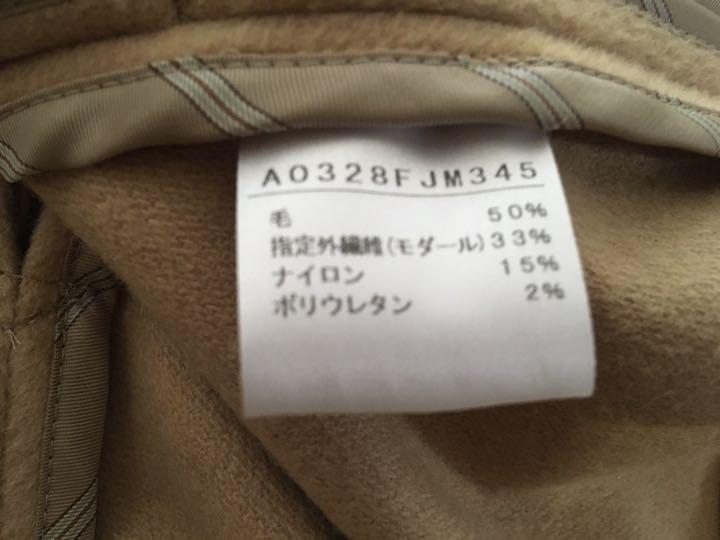 A0328FJM345
毛 50%
指定外繊維(モダール)33%
ナイロン 15%
ポリウレタン 2%